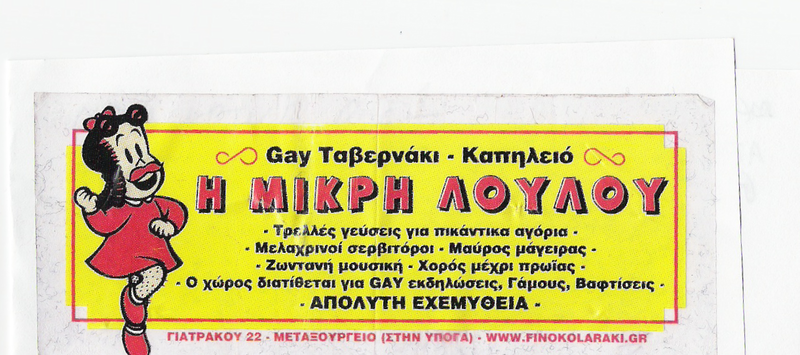 Gay Ταβερνάκι - Καπηλειό
Η ΜΙΚΡΗ ΛΟΥΛΟΥ
- Τρελλές γεύσεις για πικάντικα αγόρια -
- Μελαχρινοί σερβιτόροι - Μαύρος μάγειρας -
- Ζωντανή μουσική - Χορός μέχρι πρωίας -
- Ο χώρος διατίθεται για GAY εκδηλώσεις, Γάμους, Βαφτίσεις -
- ΑΠΟΛΥΤΗ ΕΧΕΜΥΘΕΙΑ -
ΓΙΑΤΡΑΚΟΥ 22 - ΜΕΤΑΞΟΥΡΓΕΙΟ (ΣΤΗΝ ΥΠΟΓΑ) - WWW.FINOKOLARAKI.GR